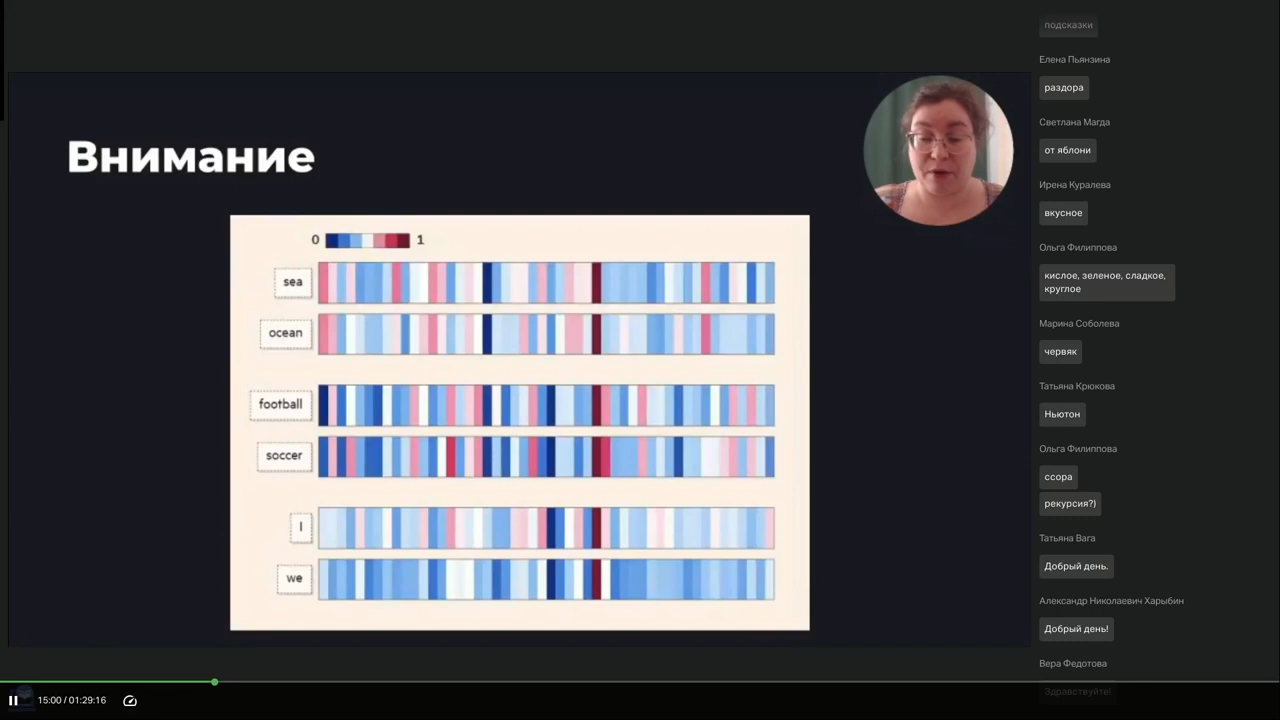 Внимание
0 1
sea
ocean
football
soccer
I
we
подсказки
Елена Пьянзина
раздора
Светлана Магда
от яблони
Ирена Куралева
вкусное
Ольга Филиппова
кислое, зеленое, сладкое,
круглое
Марина Соболева
червяк
Татьяна Крюкова
Ньютон
Ольга Филиппова
ссора
рекурсия?)
Татьяна Вага
Добрый день.
Александр Николаевич Харыбин
Добрый день!
Вера Федотова
Здравствуйте!
15:00 / 01:29:16